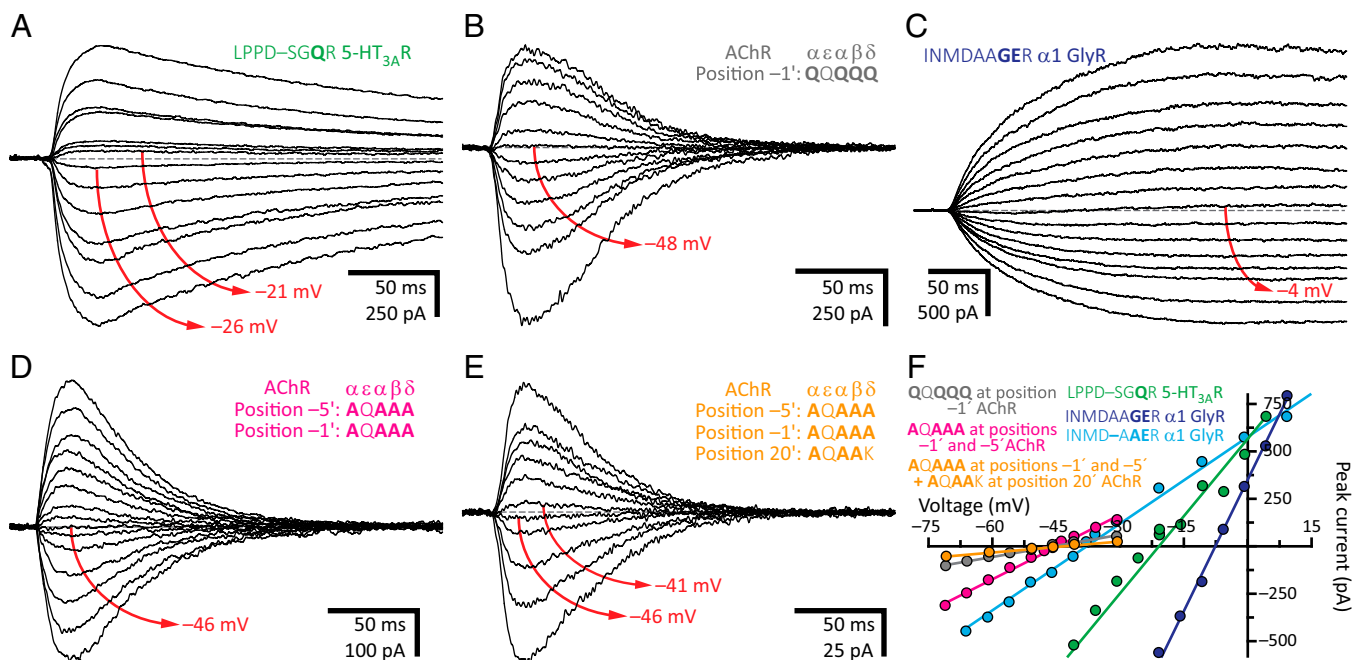 A
LPPD–SGQR 5-HT3AR
–21 mV
–26 mV
50 ms
250 pA
B
AChR αεαβδ
Position –1': QQQQQ
–48 mV
50 ms
250 pA
C
INMDAAGER α1 GlyR
–4 mV
50 ms
500 pA
D
AChR αεαβδ
Position –5': AQAAA
Position –1': AQAAA
–46 mV
50 ms
100 pA
E
AChR αεαβδ
Position –5': AQAAA
Position –1': AQAAA
Position 20': AQAAK
–41 mV
–46 mV
50 ms
25 pA
F
QQQQQ at position
–1´ AChR
AQAAA at positions
–1´ and –5´AChR
AQAAA at positions –1´ and –5´
+ AQAAK at position 20´ AChR
LPPD–SGQR 5-HT3AR
INMDAAGER α1 GlyR
INMD–AAER α1 GlyR
Voltage (mV)
–75 –60 –45 –30 –15 15
750
500
250
–250
–500
Peak current (pA)